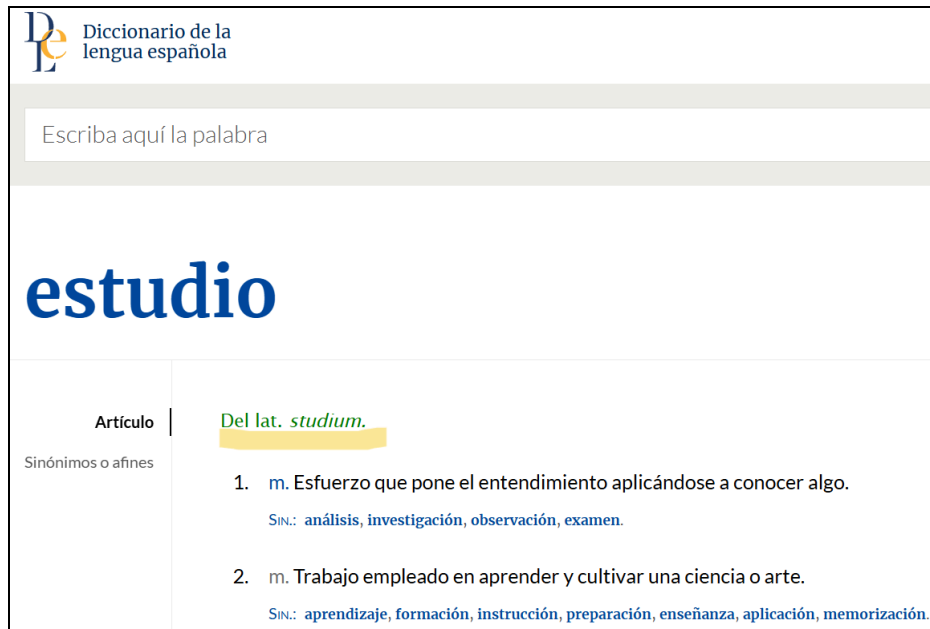 Diccionario de la
lengua española
Escriba aquí la palabra
estudio
Artículo
Sinónimos o afines
Del lat. studium.
1. m. Esfuerzo que pone el entendimiento aplicándose a conocer algo.
SIN.: análisis, investigación, observación, examen.
2. m. Trabajo empleado en aprender y cultivar una ciencia o arte.
SIN.: aprendizaje, formación, instrucción, preparación, enseñanza, aplicación, memorización.